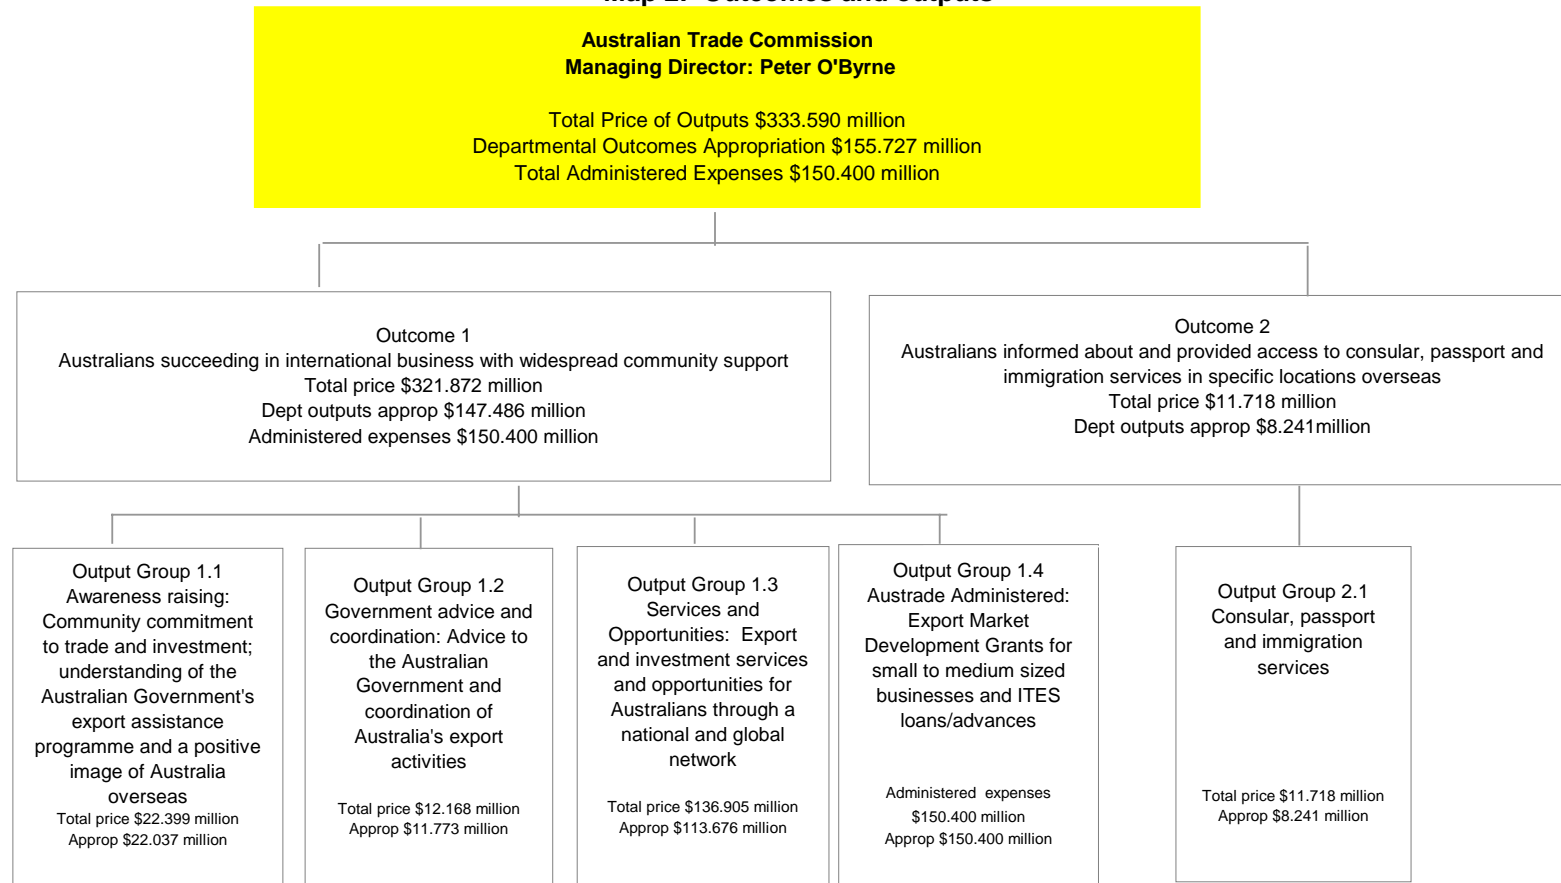 Map 2: Outcomes and outputs
Australian Trade Commission
Managing Director: Peter O'Byrne
Total Price of Outputs $333.590 million
Departmental Outcomes Appropriation $155.727 million
Total Administered Expenses $150.400 million
Outcome 1
Australians succeeding in international business with widespread community support
Total price $321.872 million
Dept outputs approp $147.486 million
Administered expenses $150.400 million
Outcome 2
Australians informed about and provided access to consular, passport and
immigration services in specific locations overseas
Total price $11.718 million
Dept outputs approp $8.241million
Output Group 1.1
Awareness raising:
Community commitment
to trade and investment;
understanding of the
Australian Government's
export assistance
programme and a positive
image of Australia
overseas
Total price $22.399 million
Approp $22.037 million
Output Group 1.2
Government advice and
coordination: Advice to
the Australian
Government and
coordination of
Australia's export
activities
Total price $12.168 million
Approp $11.773 million
Output Group 1.3
Services and
Opportunities:  Export
and investment services
and opportunities for
Australians through a
national and global
network
Total price $136.905 million
Approp $113.676 million
Output Group 1.4
Austrade Administered:
Export Market
Development Grants for
small to medium sized
businesses and ITES
loans/advances
Administered  expenses
$150.400 million
Approp $150.400 million
Output Group 2.1
Consular, passport
and immigration
services
Total price $11.718 million
Approp $8.241 million